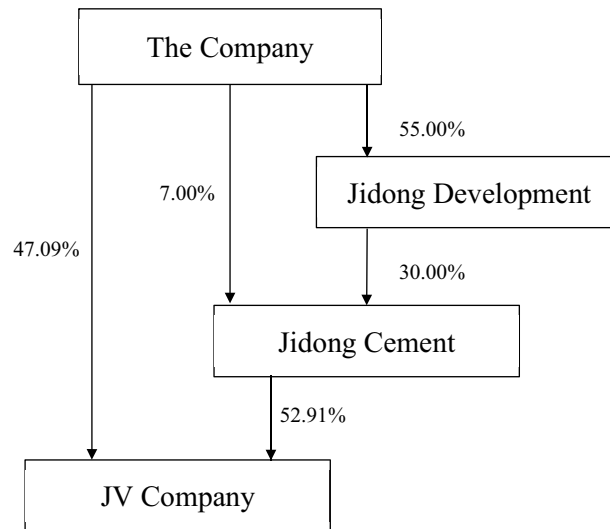 The Company
55.00%
Jidong Development
7.00%
47.09%
30.00%
Jidong Cement
52.91%
JV Company